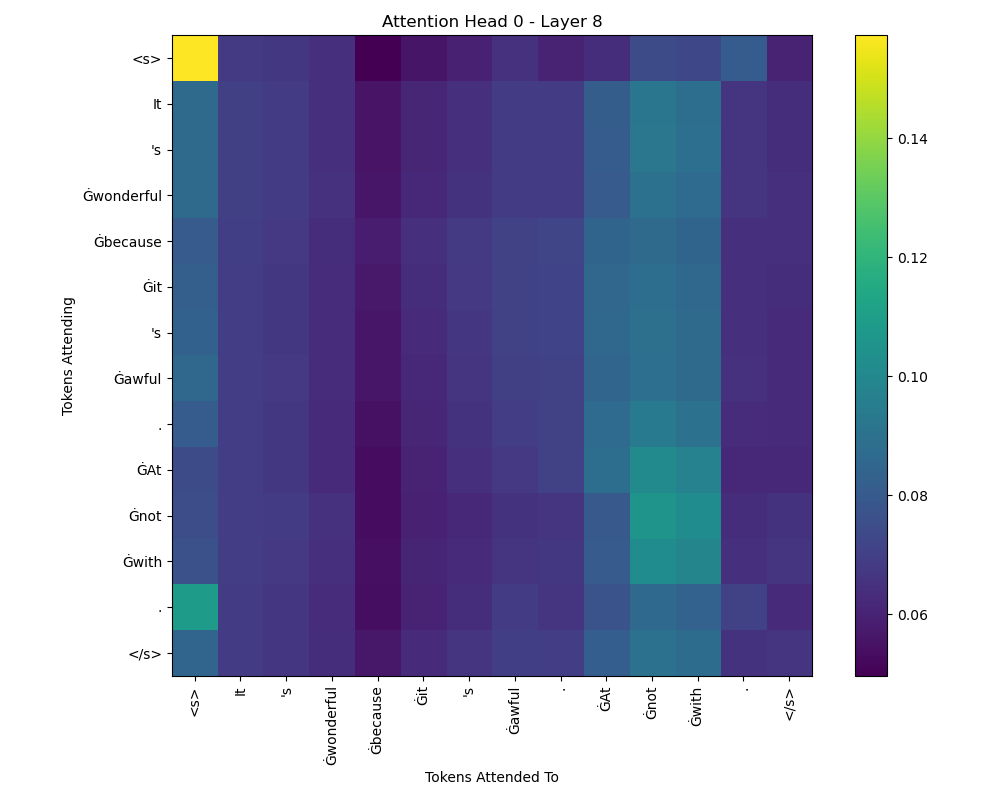 Attention Head 0 - Layer 8
<s>
It
's
Ġwonderful
Ġbecause
Ġit
's
Ġawful
.
ĠAt
Ġnot
Ġwith
.
</s>
Tokens Attending
<s>
It
's
Ġwonderful
Ġbecause
Ġit
's
Ġawful
.
ĠAt
Ġnot
Ġwith
.
</s>
Tokens Attended To
0.14
0.12
0.10
0.08
0.06